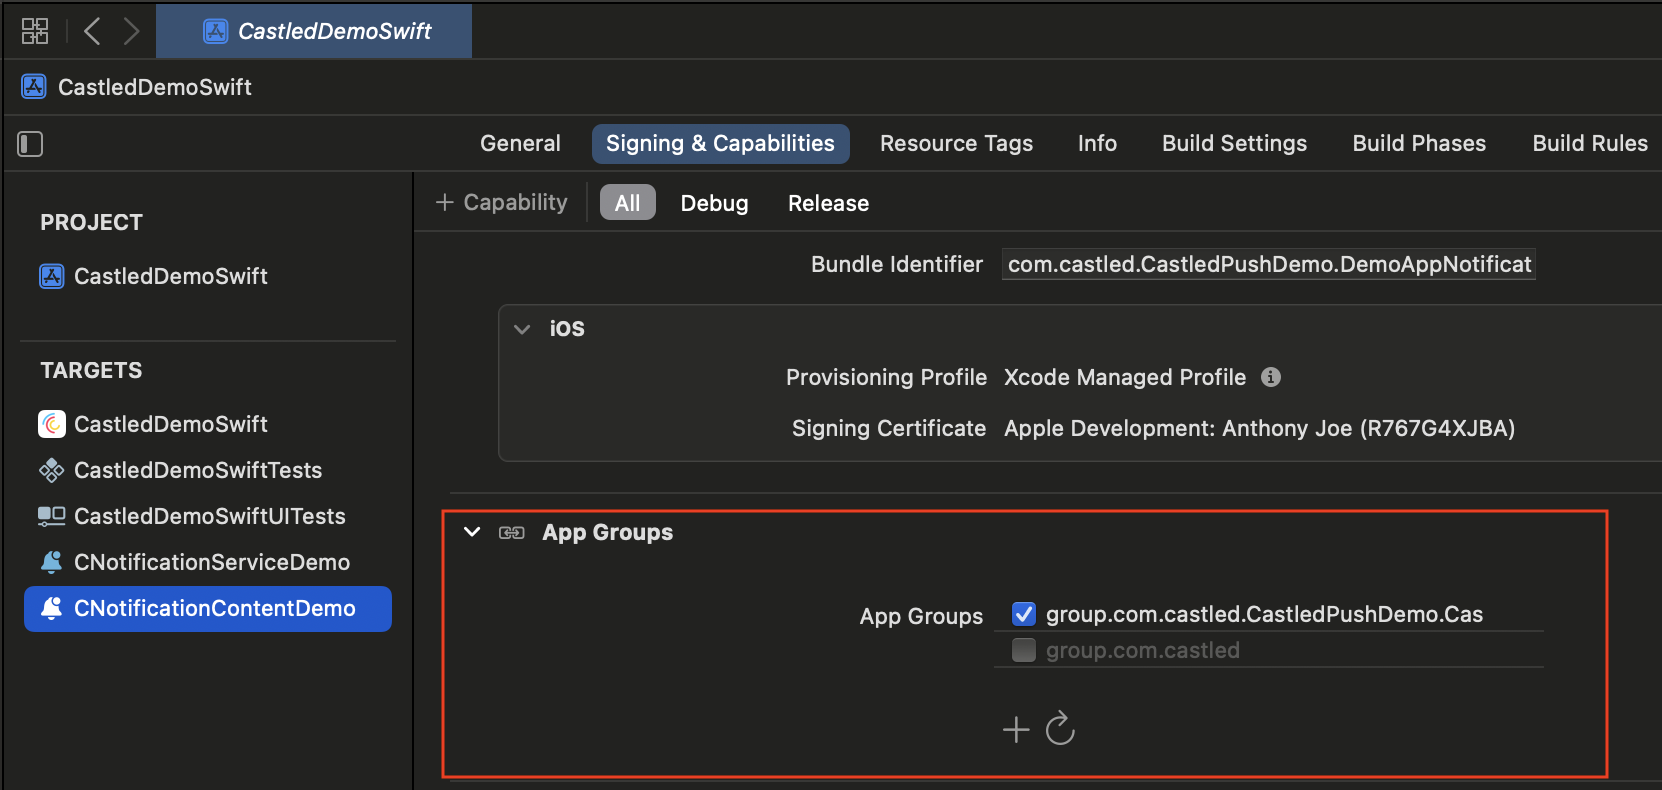 CastledDemoSwift
CastledDemoSwift
General Signing & Capabilities Resource Tags Info Build Settings Build Phases Build Rules
PROJECT
CastledDemoSwift
TARGETS
CastledDemoSwift
CastledDemoSwiftTests
CastledDemoSwiftUITests
CNotificationServiceDemo
CNotificationContentDemo
+ Capability All Debug Release
Bundle Identifier com.castled.CastledPushDemo.DemoAppNotificat
iOS
Provisioning Profile Xcode Managed Profile
Signing Certificate Apple Development: Anthony Joe (R767G4XJBA)
App Groups
App Groups group.com.castled.CastledPushDemo.Cas
group.com.castled